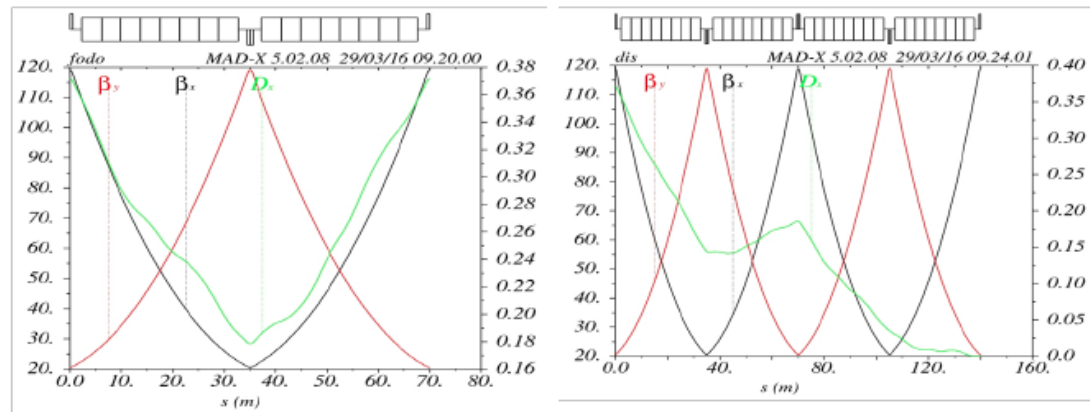 fodo MAD-X 5.02.08 29/03/16 09.20.00
120. 0.38
βy βx Dx
110. 0.36
100. 0.34
90. 0.32
80. 0.30
70. 0.28
60. 0.26
50. 0.24
40. 0.22
30. 0.20
20. 0.18
0.16
0.0 10. 20. 30. 40. 50. 60. 70. 80.
s (m)
dis MAD-X 5.02.08 29/03/16 09.24.01
120. 0.40
βy βx Dx
110. 0.35
100. 0.30
90. 0.25
80. 0.20
70. 0.15
60. 0.10
50. 0.05
40. 0.0
30.
20.
0.0 40. 80. 120. 160.
s (m)